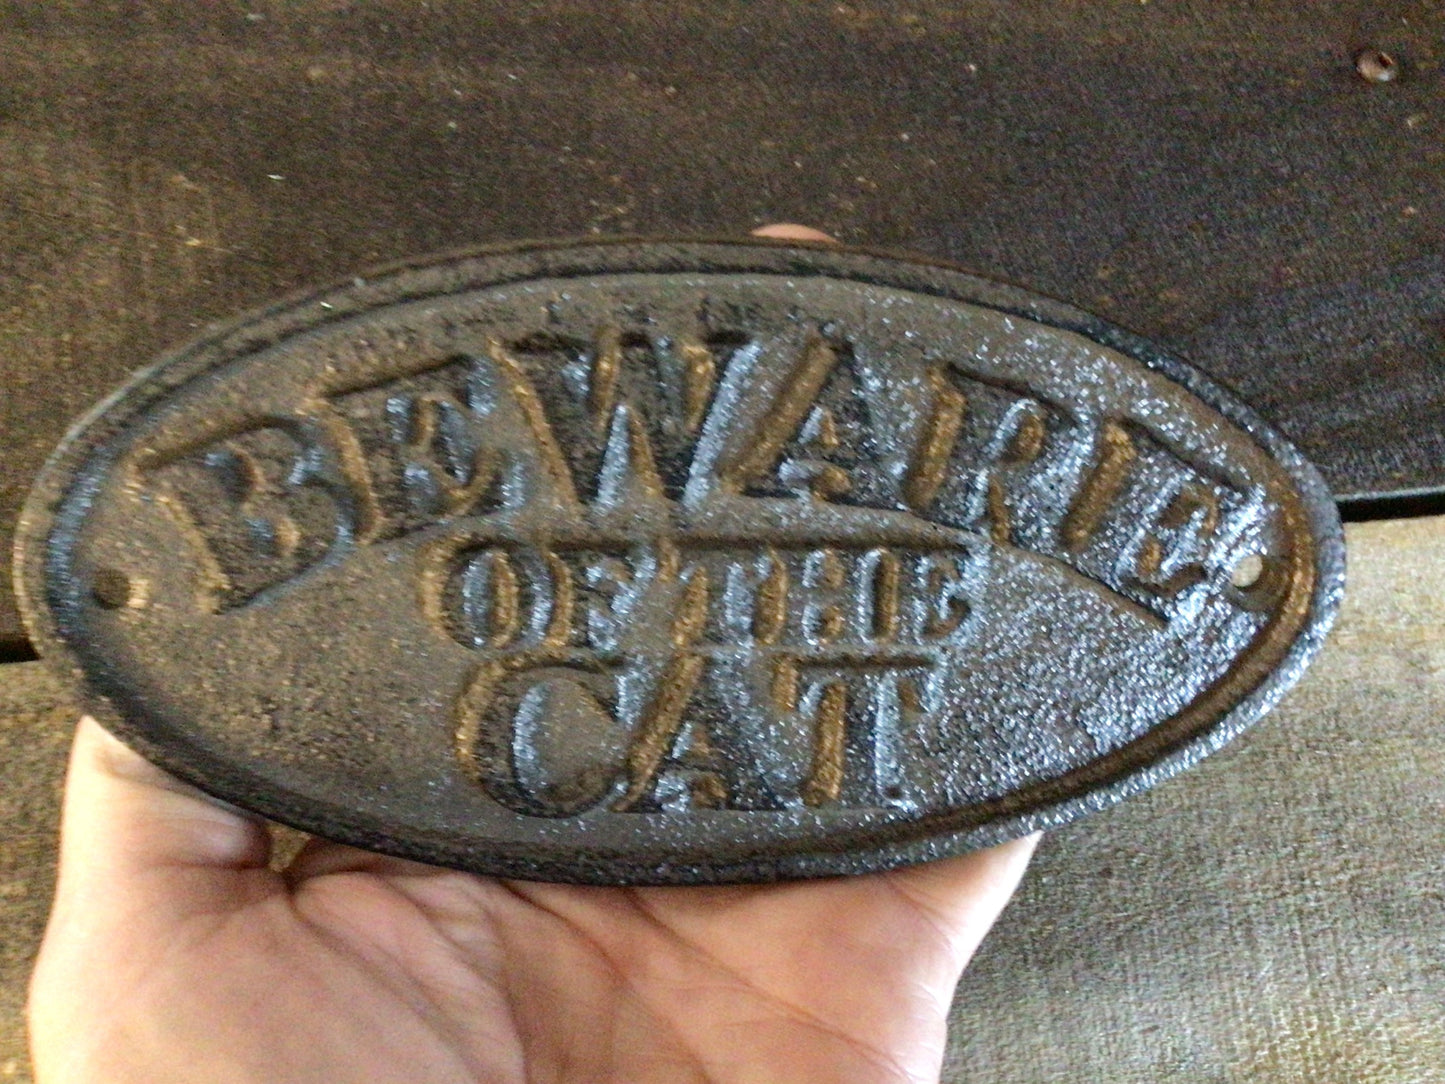 BEWARE
OF THE
CAT